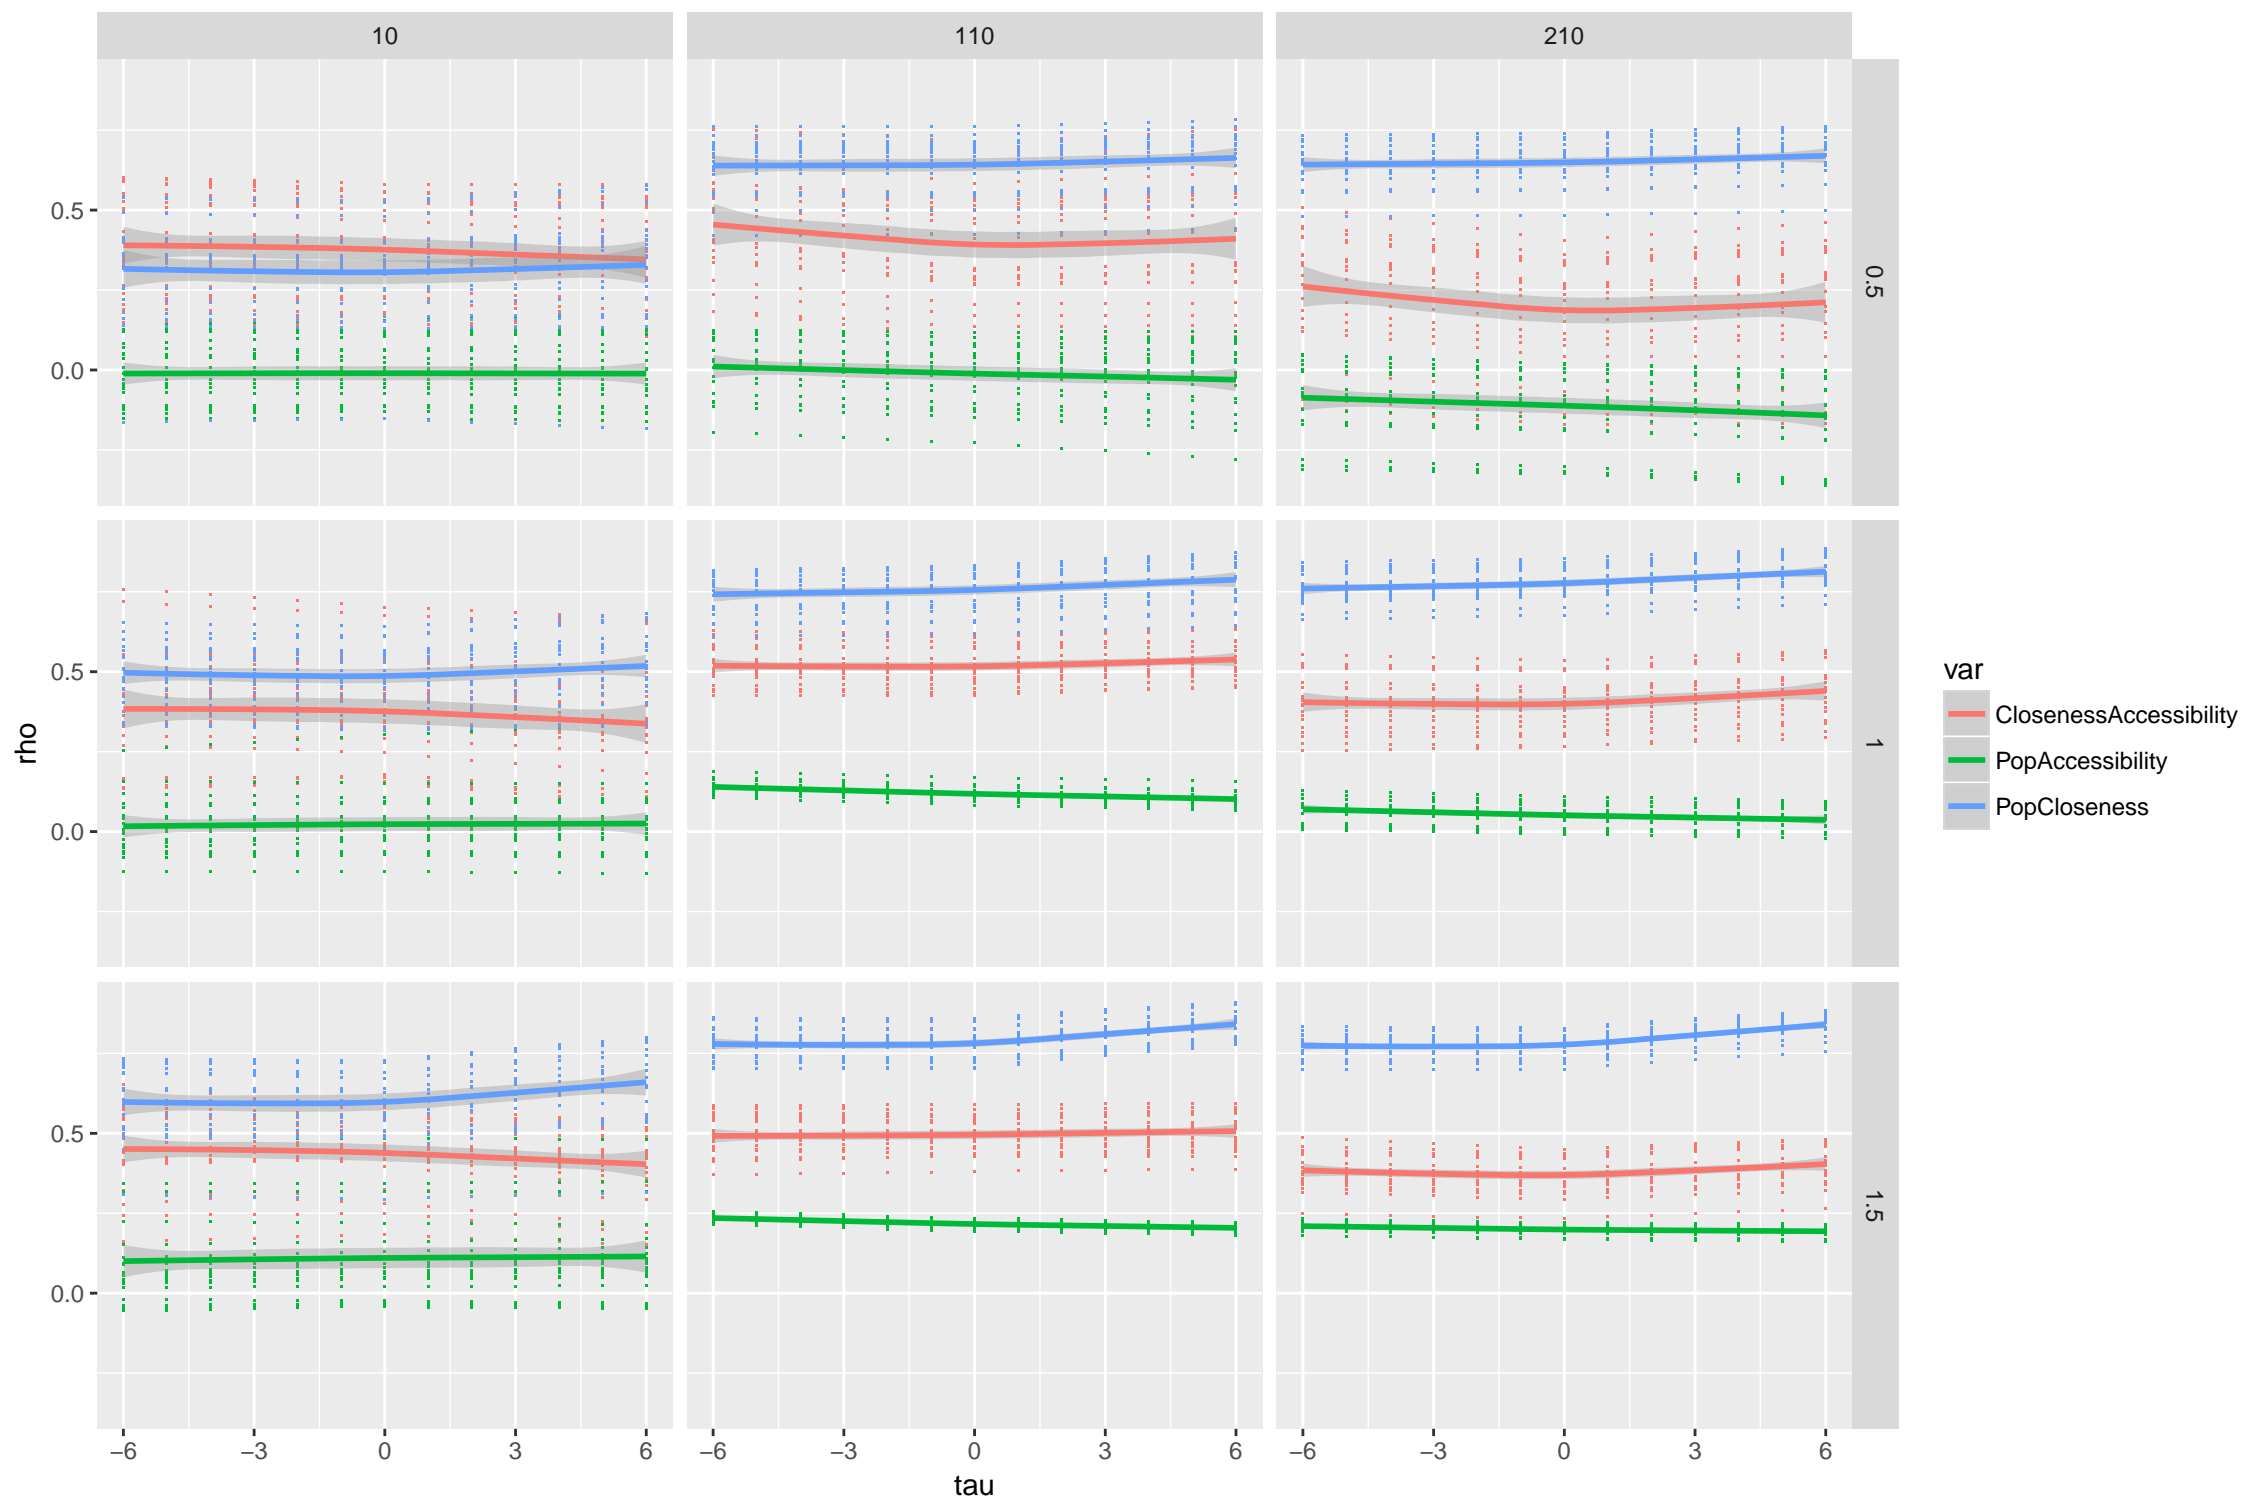 10 110 210
0.5
0.0
0.5
0.5
0.0
1
0.5
0.0
1.5
−6 −3 0 3 6 −6 −3 0 3 6 −6 −3 0 3 6
tau
rho
var
ClosenessAccessibility
PopAccessibility
PopCloseness